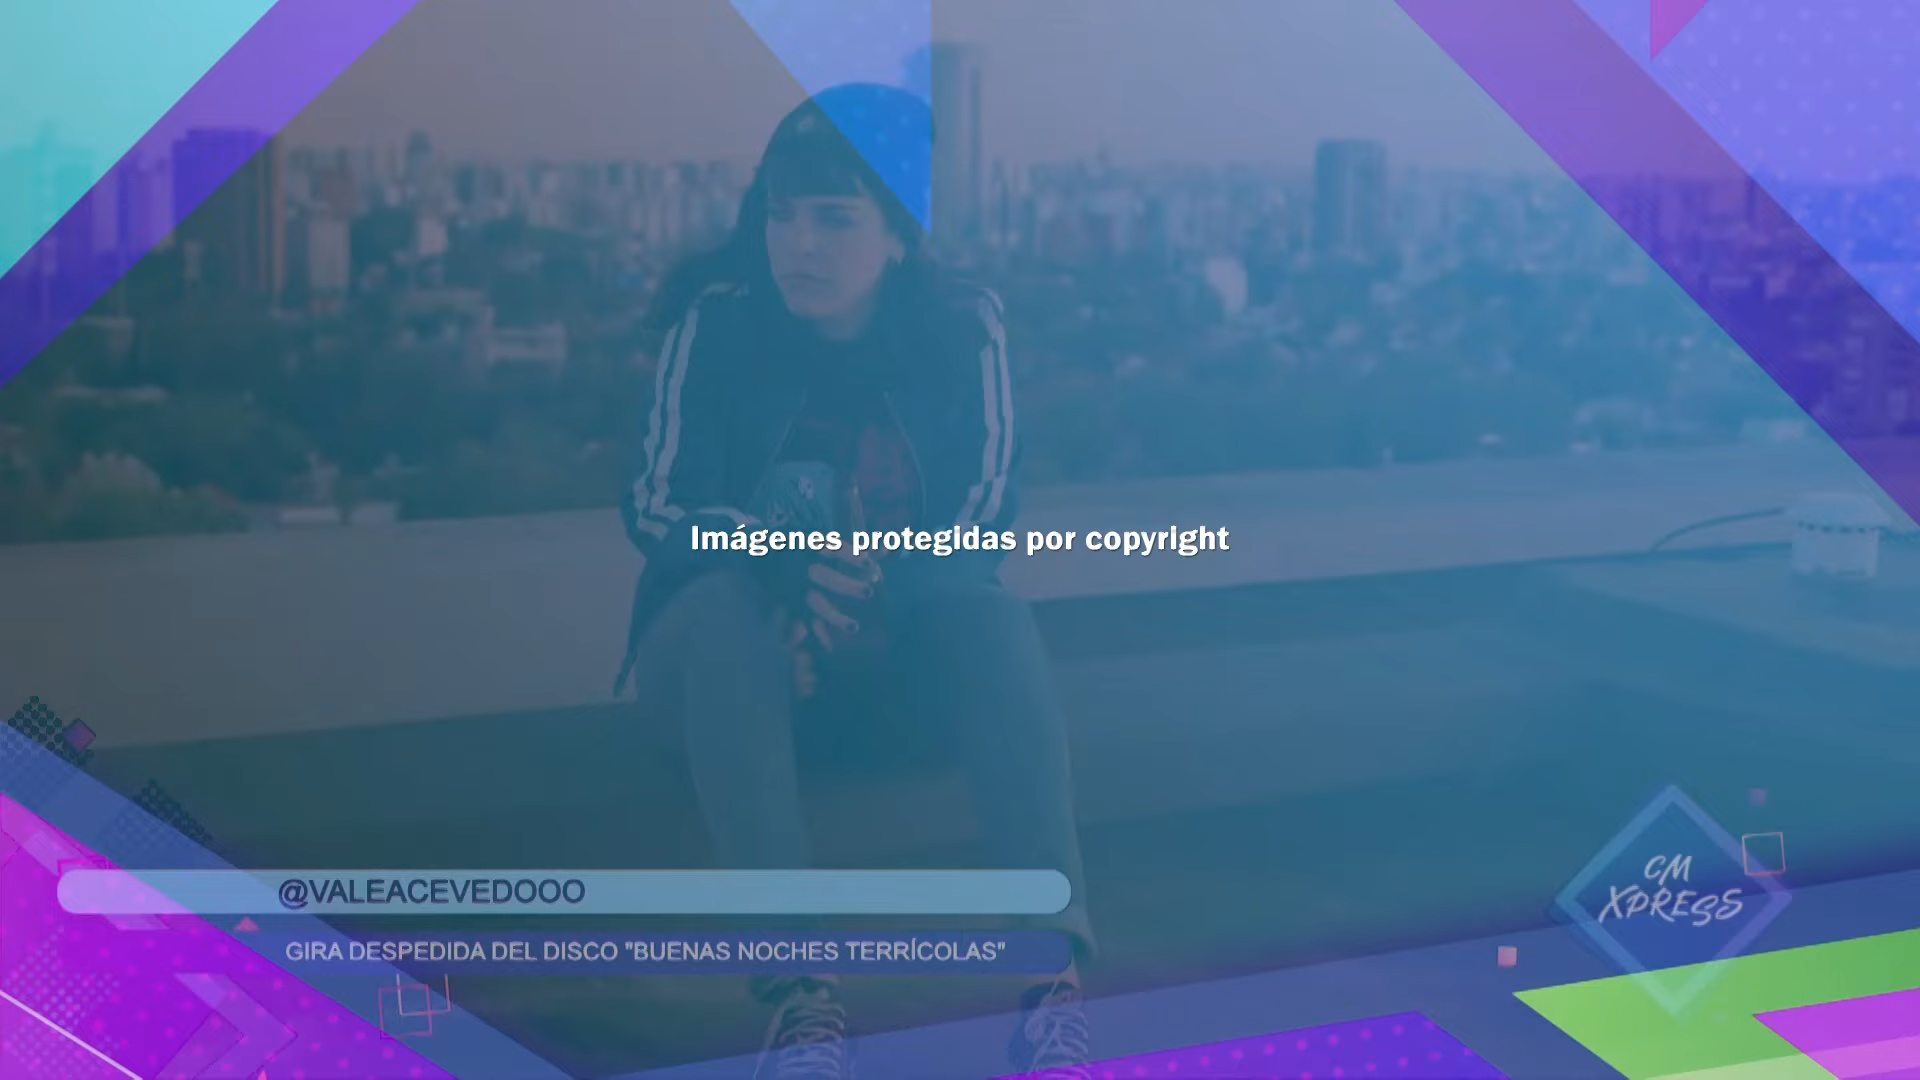 Imágenes protegidas por copyright
@VALEACEVEDOOO
GIRA DESPEDIDA DEL DISCO "BUENAS NOCHES TERRÍCOLAS"
CM
XPRESS